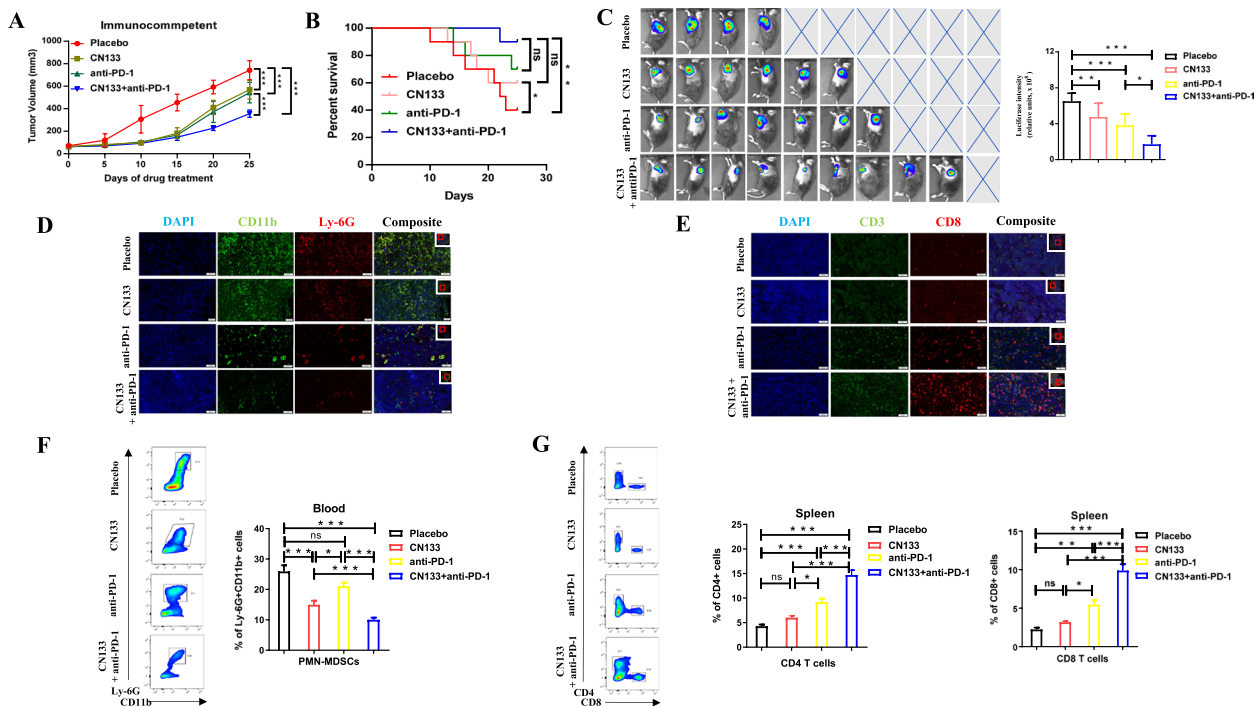 A
Immunocommpetent
Tumor Volume (mm3)
1000
800
600
400
200
0
0 5 10 15 20 25
Days of drug treatment
Placebo
CN133
anti-PD-1
CN133+anti-PD-1
***
***
***
***
B
Percent survival
100
80
60
40
20
0
0 10 20 30
Days
Placebo
CN133
anti-PD-1
CN133+anti-PD-1
ns
ns
*
* *
C
Placebo
CN133
anti-PD-1
CN133
+ anttiPD-1
Luciferase intensity
(relative units, x 10⁵)
* * *
* * *
* *
*
Placebo
CN133
anti-PD-1
CN133+anti-PD-1
D
DAPI CD11b Ly-6G Composite
Placebo
CN133
anti-PD-1
CN133
+ anti-PD-1
E
DAPI CD3 CD8 Composite
Placebo
CN133
anti-PD-1
CN133 +
anti-PD-1
F
Placebo
CN133
anti-PD-1
CN133
+ anti-PD-1
Ly-6G
CD11b
Blood
% of Ly-6G+CD11b+ cells
40
30
20
10
0
* * *
ns
* * * * * * *
* * *
PMN-MDSCs
Placebo
CN133
anti-PD-1
CN133+anti-PD-1
G
Placebo
CN133
anti-PD-1
CN133
+ anti-PD-1
CD4
CD8
Spleen
% of CD4+ cells
25
20
15
10
5
0
* * *
* * * * * *
* * *
ns *
CD4 T cells
Placebo
CN133
anti-PD-1
CN133+anti-PD-1
Spleen
% of CD8+ cells
15
10
5
0
***
** ***
***
ns *
CD8 T cells
Placebo
CN133
anti-PD-1
CN133+anti-PD-1